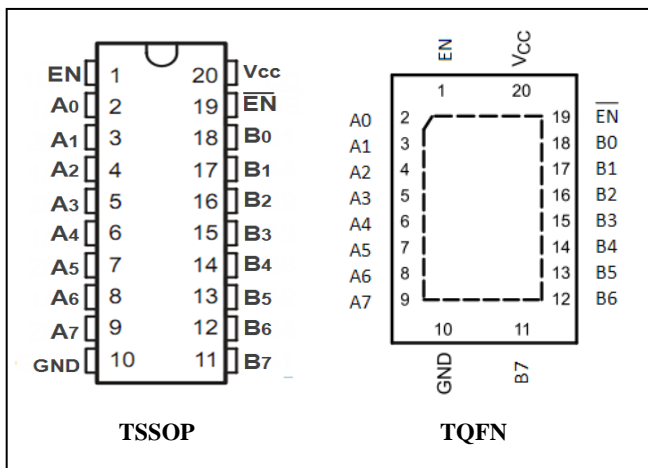 EN 1 20 Vcc
A0 2 19 E̅N̅
A1 3 18 B0
A2 4 17 B1
A3 5 16 B2
A4 6 15 B3
A5 7 14 B4
A6 8 13 B5
A7 9 12 B6
GND 10 11 B7
TSSOP
EN VCC
1 20
A0 2 19 E̅N̅
A1 3 18 B0
A2 4 17 B1
A3 5 16 B2
A4 6 15 B3
A5 7 14 B4
A6 8 13 B5
A7 9 12 B6
10 11
GND B7
TQFN